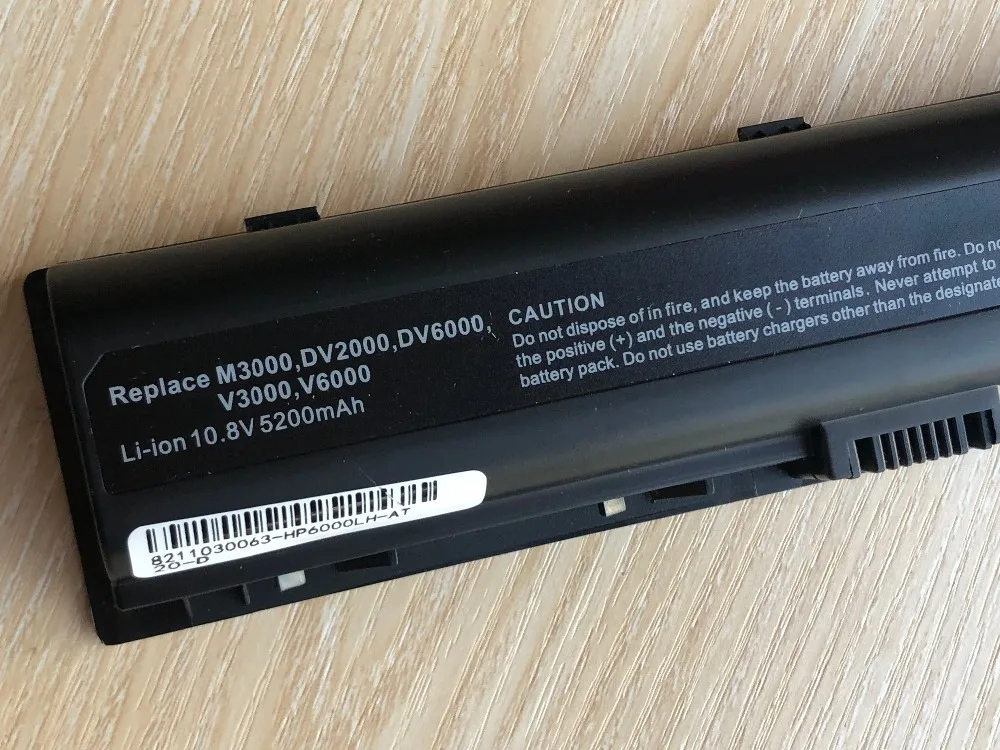 Replace M3000,DV2000,DV6000,
V3000,V6000
Li-ion 10.8V 5200mAh
CAUTION
Do not dispose of in fire, and keep the battery away from fire. Do
the positive (+) and the negative (-) terminals. Never attempt to
battery pack. Do not use battery chargers other than the designate
8211030063-HP6000LH-AT
20-D